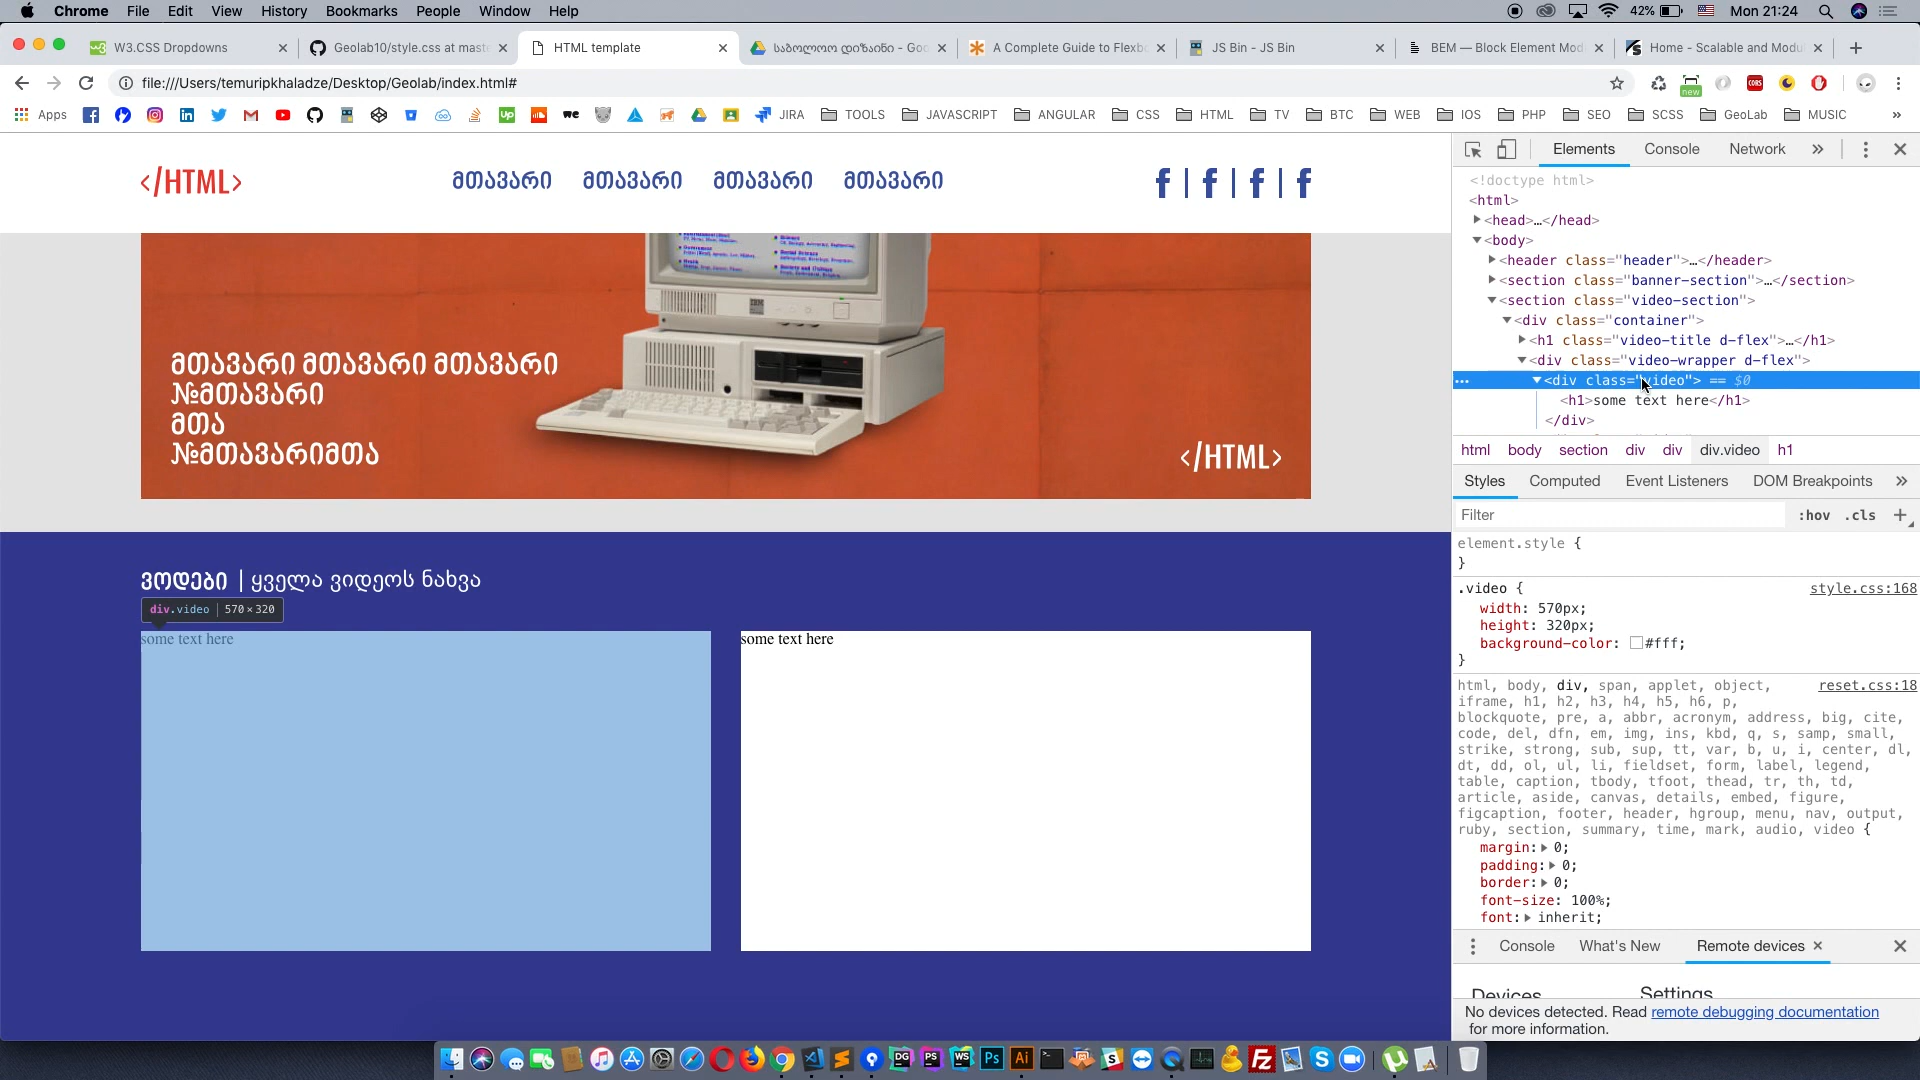 Chrome File Edit View History Bookmarks People Window Help 42% Mon 21:24
W3.CSS Dropdowns Geolab10/style.css at maste HTML template საბოლოო დიზაინი - Goo A Complete Guide to Flexbo JS Bin - JS Bin BEM — Block Element Mod Home - Scalable and Modu
file:///Users/temuripkhaladze/Desktop/Geolab/index.html#
Apps JIRA TOOLS JAVASCRIPT ANGULAR CSS HTML TV BTC WEB IOS PHP SEO SCSS GeoLab MUSIC »
</HTML> მთავარი მთავარი მთავარი მთავარი f | f | f | f
მთავარი მთავარი მთავარი
№მთავარი
მთა
№მთავარიმთა
</HTML>
ვოდები | ყველა ვიდეოს ნახვა
div.video | 570 × 320
some text here
some text here
Elements Console Network »
<!doctype html>
<html>
<head>…</head>
<body>
<header class="header">…</header>
<section class="banner-section">…</section>
<section class="video-section">
<div class="container">
<h1 class="video-title d-flex">…</h1>
<div class="video-wrapper d-flex">
<div class="video"> == $0
<h1>some text here</h1>
</div>
html body section div div div.video h1
Styles Computed Event Listeners DOM Breakpoints »
Filter :hov .cls +
element.style {
}
.video { style.css:168
width: 570px;
height: 320px;
background-color: #fff;
}
html, body, div, span, applet, object, reset.css:18
iframe, h1, h2, h3, h4, h5, h6, p,
blockquote, pre, a, abbr, acronym, address, big, cite,
code, del, dfn, em, img, ins, kbd, q, s, samp, small,
strike, strong, sub, sup, tt, var, b, u, i, center, dl,
dt, dd, ol, ul, li, fieldset, form, label, legend,
table, caption, tbody, tfoot, thead, tr, th, td,
article, aside, canvas, details, embed, figure,
figcaption, footer, header, hgroup, menu, nav, output,
ruby, section, summary, time, mark, audio, video {
margin: 0;
padding: 0;
border: 0;
font-size: 100%;
font: inherit;
Console What's New Remote devices
Devices Settings
No devices detected. Read remote debugging documentation
for more information.